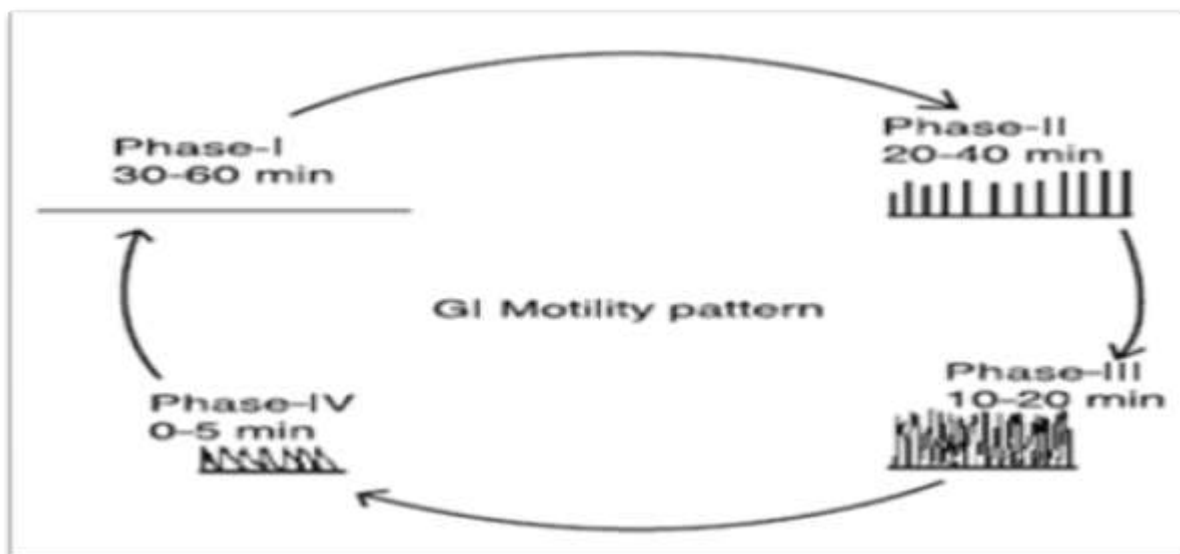 Phase-I
30-60 min
Phase-II
20-40 min
GI Motility pattern
Phase-III
10-20 min
Phase-IV
0-5 min